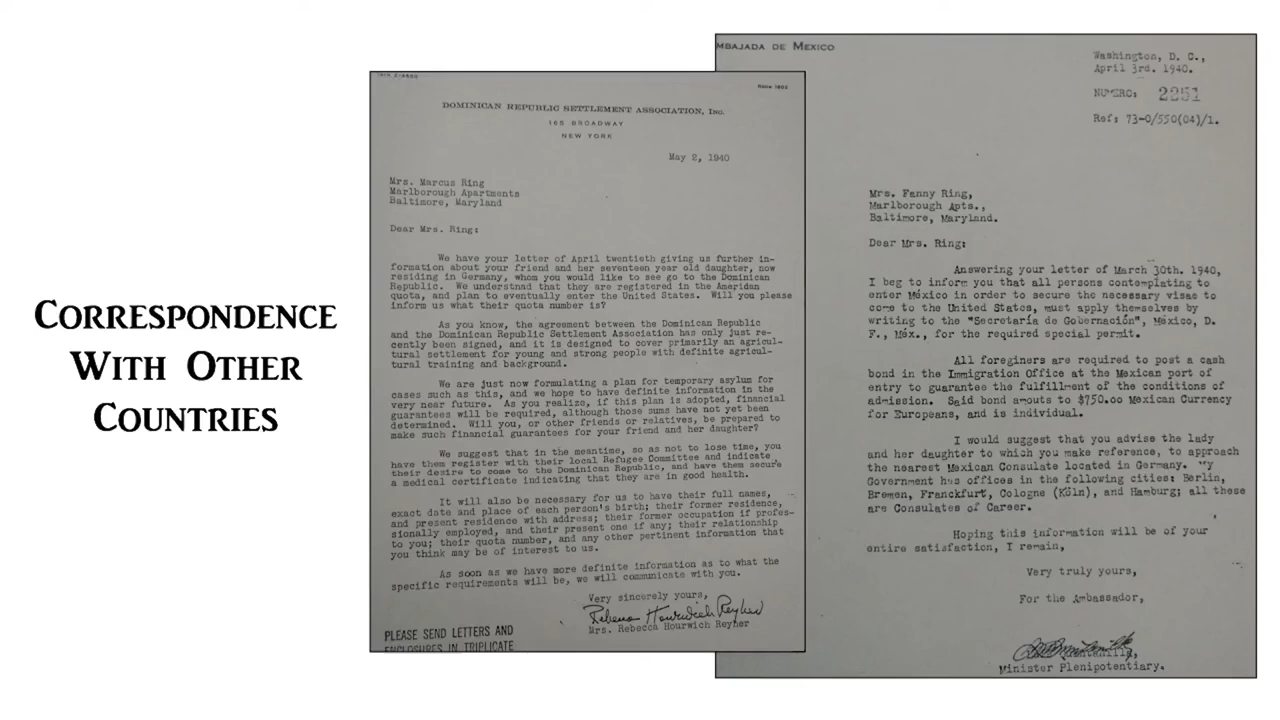 CORRESPONDENCE
WITH OTHER
COUNTRIES
DOMINICAN REPUBLIC SETTLEMENT ASSOCIATION, INC.
165 BROADWAY
NEW YORK
May 2, 1940
Mrs. Marcus Ring
Marlborough Apartments
Baltimore, Maryland
Dear Mrs. Ring:
We have your letter of April twentieth giving us further in-
formation about your friend and her seventeen year old daughter, now
residing in Germany, whom you would like to see go to the Dominican
Republic. We understnad that they are registered in the Ameridan
quota, and plan to eventually enter the United States. Will you please
inform us what their quota number is?
As you know, the agreement between the Dominican Republic
and the Dominican Republic Settlement Association has only just re-
cently been signed, and it is designed to cover primarily an agricul-
tural settlement for young and strong people with definite agricul-
tural training and background.
We are just now formulating a plan for temporary asylum for
cases such as this, and we hope to have definite information in the
very near future. As you realize, if this plan is adopted, financial
guarantees will be required, although those sums have not yet been
determined. Will you, or other friends or relatives, be prepared to
make such financial guarantees for your friend and her daughter?
We suggest that in the meantime, so as not to lose time, you
have them register with their local Refugee Committee and indicate
their desire to come to the Dominican Republic, and have them secure
a medical certificate indicating that they are in good health.
It will also be necessary for us to have their full names,
exact date and place of each person's birth; their former residence,
and present residence with address; their former occupation if profes-
sionally employed, and their present one if any; their relationship
to you; their quota number, and any other pertinent information that
you think may be of interest to us.
As soon as we have more definite information as to what the
specific requirements will be, we will communicate with you.
Very sincerely yours,
Rebecca Hourwich Reyher
Mrs. Rebecca Hourwich Reyher
PLEASE SEND LETTERS AND
ENCLOSURES IN TRIPLICATE
MBAJADA DE MEXICO
Washington, D. C.,
April 3rd. 1940.
NUMERO: 2251
Ref: 73-0/550(04)/1.
Mrs. Fanny Ring,
Marlborough Apts.,
Baltimore, Maryland.
Dear Mrs. Ring:
Answering your letter of March 30th. 1940,
I beg to inform you that all persons contemplating to
enter México in order to secure the necessary visae to
come to the United States, must apply themselves by
writing to the "Secretaría de Gobernación", México, D.
F., Méx., for the required special permit.
All foreginers are required to post a cash
bond in the Immigration Office at the Mexican port of
entry to guarantee the fulfillment of the conditions of
admission. Said bond amouts to $750.oo Mexican Currency
for Europeans, and is individual.
I would suggest that you advise the lady
and her daughter to which you make reference, to approach
the nearest Mexican Consulate located in Germany. My
Government has offices in the following cities: Berlin,
Bremen, Franckfurt, Cologne (Köln), and Hamburg; all these
are Consulates of Career.
Hoping this information will be of your
entire satisfaction, I remain,
Very truly yours,
For the Ambassador,
Minister Plenipotentiary.